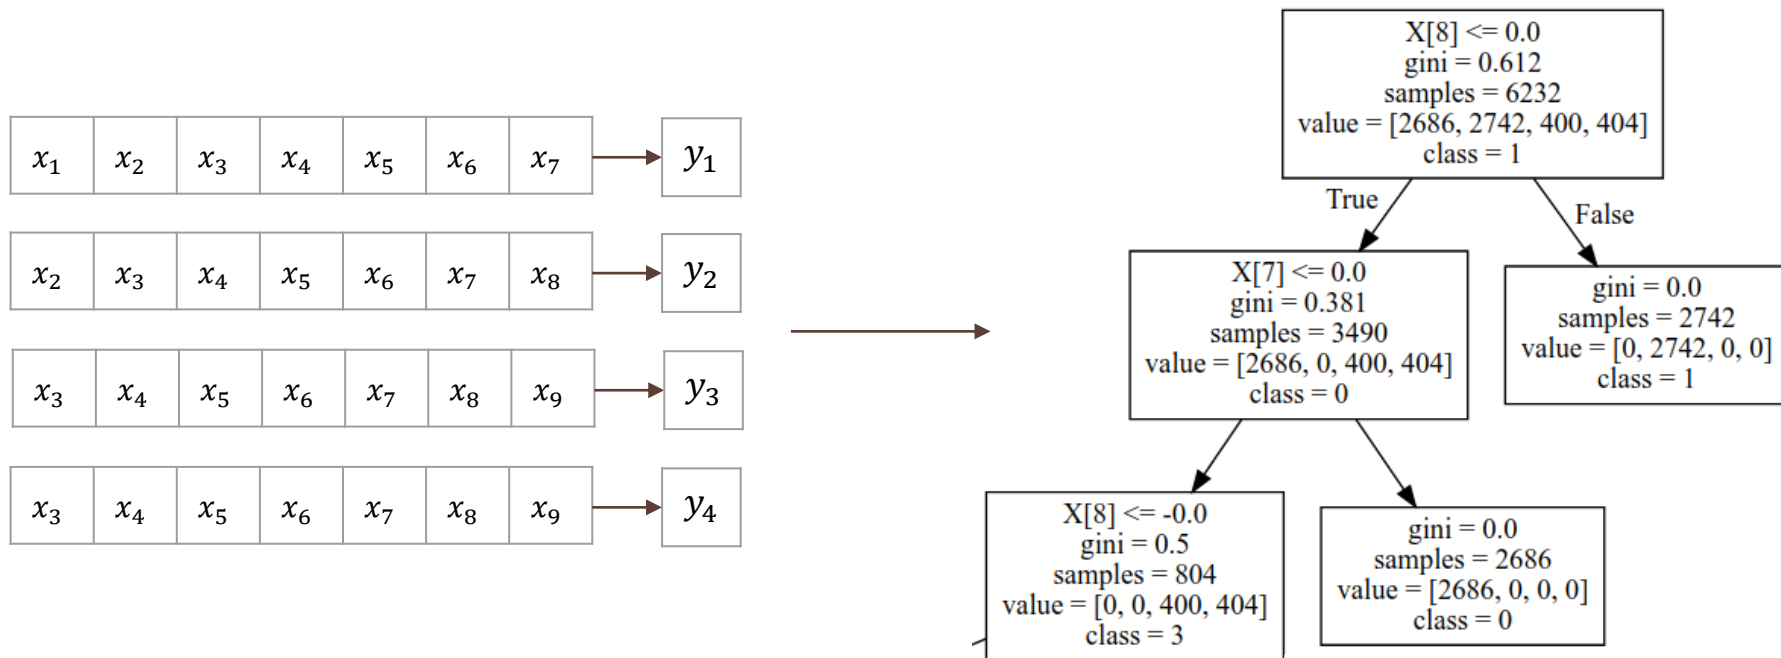 x₁ x₂ x₃ x₄ x₅ x₆ x₇ y₁
x₂ x₃ x₄ x₅ x₆ x₇ x₈ y₂
x₃ x₄ x₅ x₆ x₇ x₈ x₉ y₃
x₃ x₄ x₅ x₆ x₇ x₈ x₉ y₄
X[8] <= 0.0
gini = 0.612
samples = 6232
value = [2686, 2742, 400, 404]
class = 1
True
False
X[7] <= 0.0
gini = 0.381
samples = 3490
value = [2686, 0, 400, 404]
class = 0
gini = 0.0
samples = 2742
value = [0, 2742, 0, 0]
class = 1
X[8] <= -0.0
gini = 0.5
samples = 804
value = [0, 0, 400, 404]
class = 3
gini = 0.0
samples = 2686
value = [2686, 0, 0, 0]
class = 0